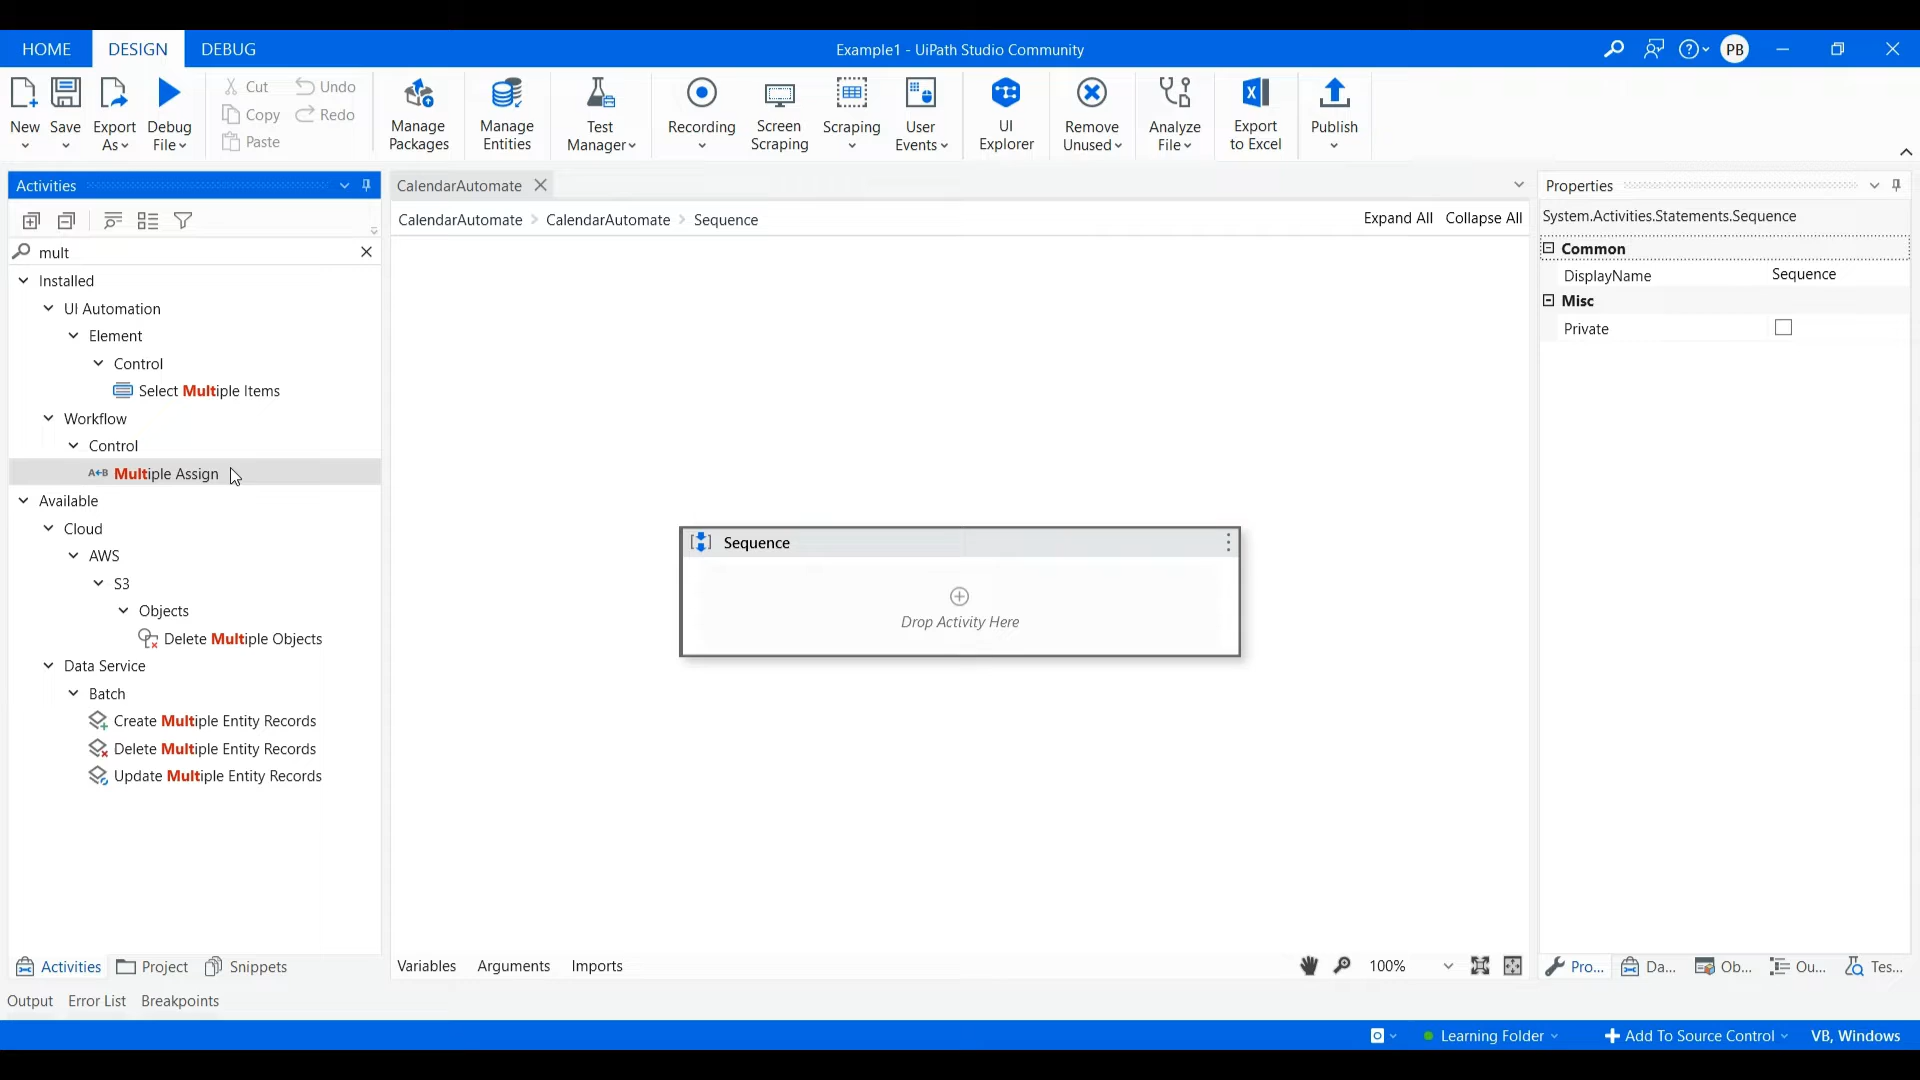 HOME DESIGN DEBUG Example1 - UiPath Studio Community PB
New Save Export As Debug File
Cut Undo
Copy Redo
Paste
Manage Packages
Manage Entities
Test Manager
Recording
Screen Scraping
Scraping
User Events
UI Explorer
Remove Unused
Analyze File
Export to Excel
Publish
Activities
mult
Installed
UI Automation
Element
Control
Select Multiple Items
Workflow
Control
A+B Multiple Assign
Available
Cloud
AWS
S3
Objects
Delete Multiple Objects
Data Service
Batch
Create Multiple Entity Records
Delete Multiple Entity Records
Update Multiple Entity Records
Activities Project Snippets
CalendarAutomate
CalendarAutomate > CalendarAutomate > Sequence Expand All Collapse All
Sequence
Drop Activity Here
Variables Arguments Imports 100%
Properties
System.Activities.Statements.Sequence
Common
DisplayName Sequence
Misc
Private
Pro... Da... Ob... Ou... Tes...
Output Error List Breakpoints
Learning Folder Add To Source Control VB, Windows